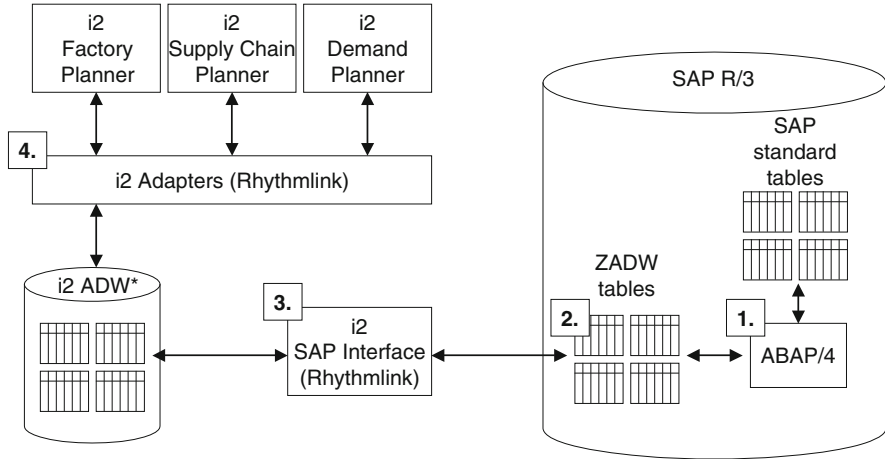 i2
Factory
Planner
i2
Supply Chain
Planner
i2
Demand
Planner
SAP R/3
4.
i2 Adapters (Rhythmlink)
SAP
standard
tables
i2 ADW*
3.
i2
SAP Interface
(Rhythmlink)
ZADW
tables
2.
1.
ABAP/4